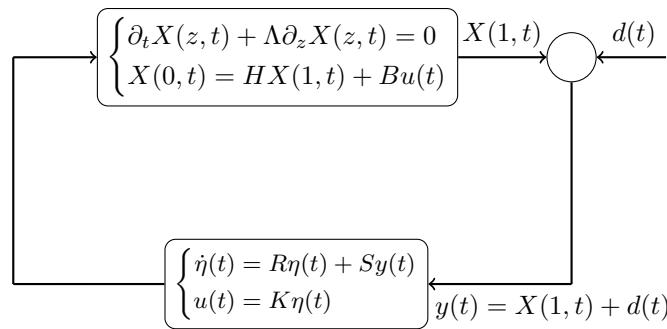 ∂ₜX(z, t) + Λ∂_zX(z, t) = 0
X(0, t) = HX(1, t) + Bu(t)
X(1, t)
d(t)
η̇(t) = Rη(t) + Sy(t)
u(t) = Kη(t)
y(t) = X(1, t) + d(t)